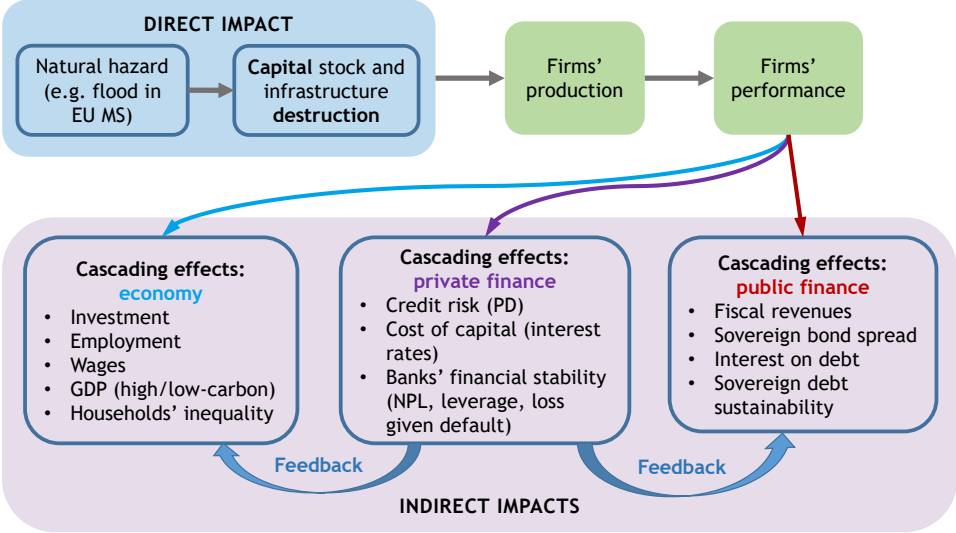 DIRECT IMPACT
Natural hazard
(e.g. flood in
EU MS)
Capital stock and
infrastructure
destruction
Firms’
production
Firms’
performance
Cascading effects:
economy
• Investment
• Employment
• Wages
• GDP (high/low-carbon)
• Households’ inequality
Cascading effects:
private finance
• Credit risk (PD)
• Cost of capital (interest
rates)
• Banks’ financial stability
(NPL, leverage, loss
given default)
Cascading effects:
public finance
• Fiscal revenues
• Sovereign bond spread
• Interest on debt
• Sovereign debt
sustainability
Feedback
Feedback
INDIRECT IMPACTS